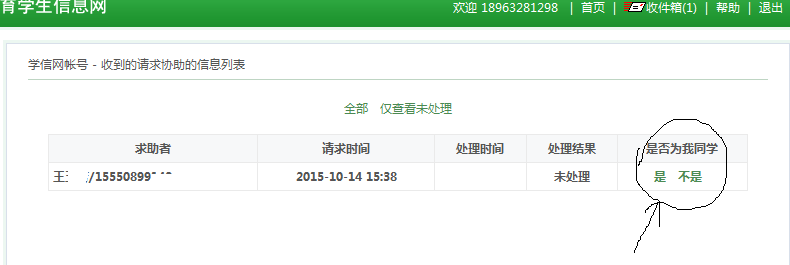 育学生信息网
欢迎 18963281298 | 首页 | 收件箱(1) | 帮助 | 退出
学信网帐号 - 收到的请求协助的信息列表
全部 仅查看未处理
求助者 请求时间 处理时间 处理结果 是否为我同学
王 /15550899 2015-10-14 15:38 未处理 是 不是